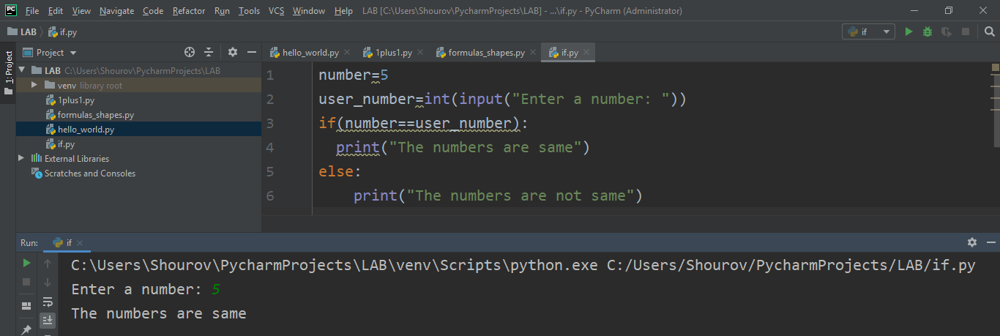 PC File Edit View Navigate Code Refactor Run Tools VCS Window Help LAB [C:\Users\Shourov\PycharmProjects\LAB] - ...\if.py - PyCharm (Administrator)
LAB if.py if
1: Project
Project
hello_world.py 1plus1.py formulas_shapes.py if.py
LAB C:\Users\Shourov\PycharmProjects\LAB
venv library root
1plus1.py
formulas_shapes.py
hello_world.py
if.py
External Libraries
Scratches and Consoles
1 number=5
2 user_number=int(input("Enter a number: "))
3 if(number==user_number):
4 print("The numbers are same")
5 else:
6 print("The numbers are not same")
Run: if
C:\Users\Shourov\PycharmProjects\LAB\venv\Scripts\python.exe C:/Users/Shourov/PycharmProjects/LAB/if.py
Enter a number: 5
The numbers are same